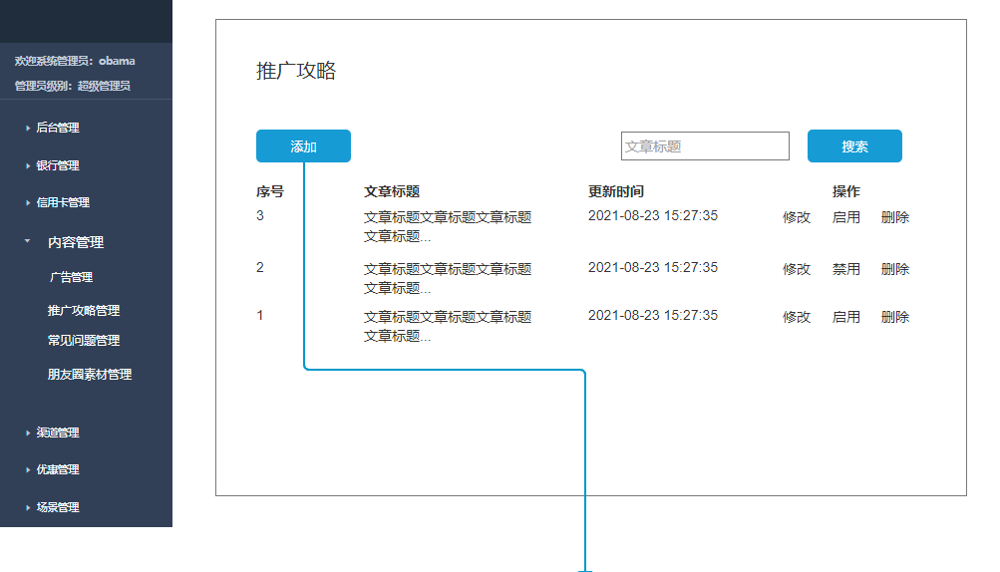 欢迎系统管理员：obama
管理员级别：超级管理员
后台管理
银行管理
信用卡管理
内容管理
广告管理
推广攻略管理
常见问题管理
朋友圈素材管理
渠道管理
优惠管理
场景管理
推广攻略
添加 文章标题 搜索
序号 文章标题 更新时间 操作
3 文章标题文章标题文章标题 2021-08-23 15:27:35 修改 启用 删除
文章标题...
2 文章标题文章标题文章标题 2021-08-23 15:27:35 修改 禁用 删除
文章标题...
1 文章标题文章标题文章标题 2021-08-23 15:27:35 修改 启用 删除
文章标题...